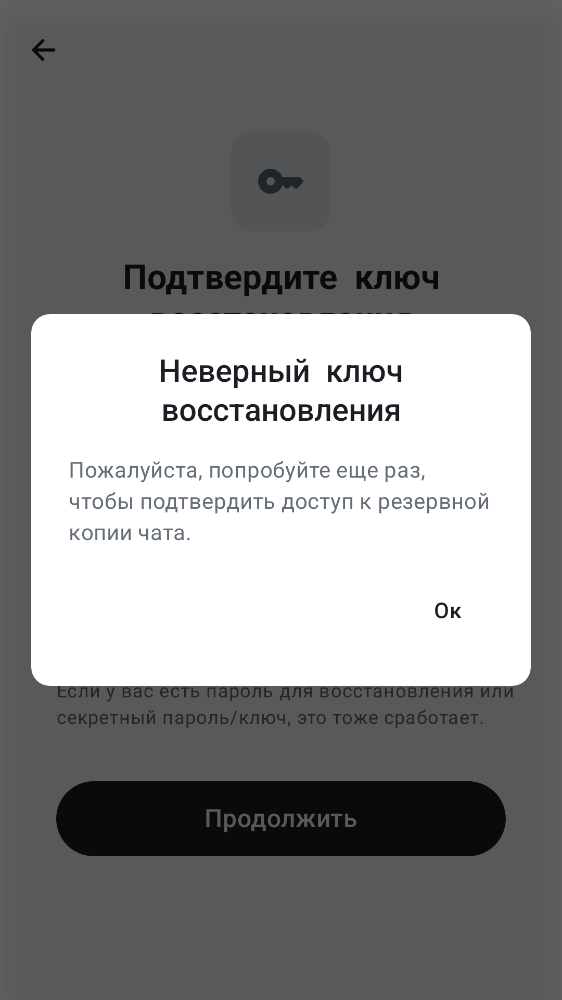 Подтвердите ключ
Неверный ключ
восстановления
Пожалуйста, попробуйте еще раз,
чтобы подтвердить доступ к резервной
копии чата.
Ок
Если у вас есть пароль для восстановления или
секретный пароль/ключ, это тоже сработает.
Продолжить